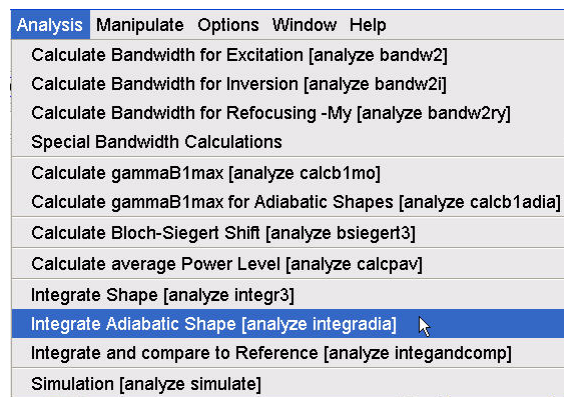 Analysis Manipulate Options Window Help
Calculate Bandwidth for Excitation [analyze bandw2]
Calculate Bandwidth for Inversion [analyze bandw2i]
Calculate Bandwidth for Refocusing -My [analyze bandw2ry]
Special Bandwidth Calculations
Calculate gammaB1max [analyze calcb1mo]
Calculate gammaB1max for Adiabatic Shapes [analyze calcb1adia]
Calculate Bloch-Siegert Shift [analyze bsiegert3]
Calculate average Power Level [analyze calcpav]
Integrate Shape [analyze integr3]
Integrate Adiabatic Shape [analyze integradia]
Integrate and compare to Reference [analyze integandcomp]
Simulation [analyze simulate]